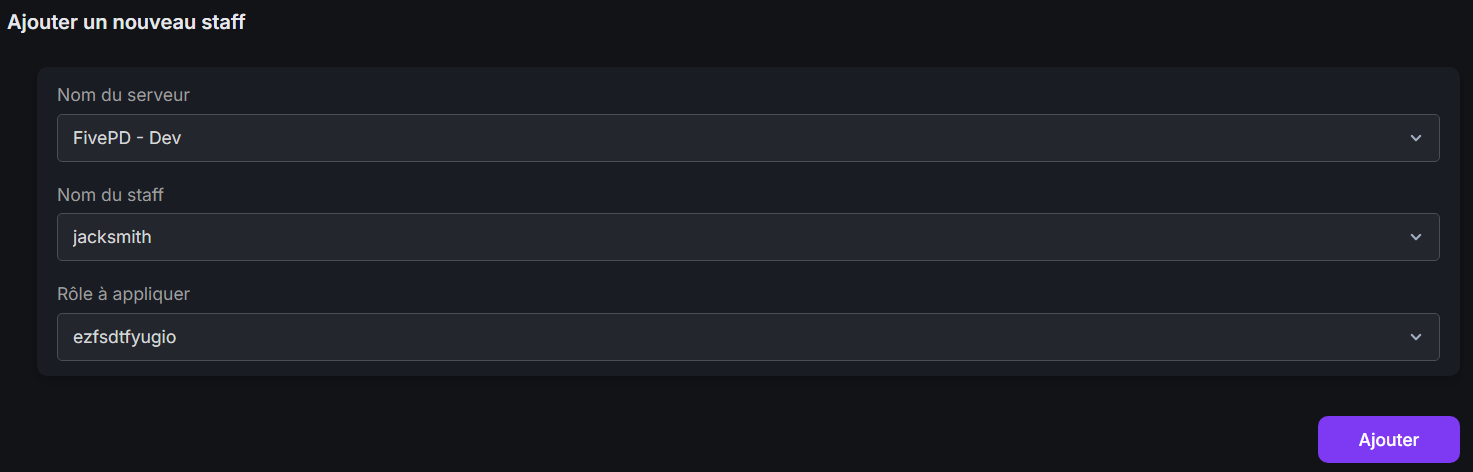 Ajouter un nouveau staff
Nom du serveur
FivePD - Dev
Nom du staff
jacksmith
Rôle à appliquer
ezfsdtfyugio
Ajouter